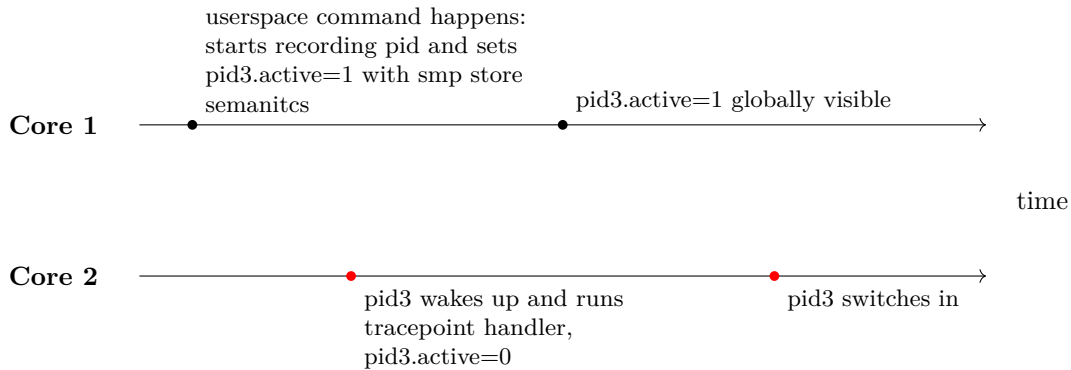 userspace command happens:
starts recording pid and sets
pid3.active=1 with smp store
semanitcs
pid3.active=1 globally visible
Core 1
time
Core 2
pid3 wakes up and runs
tracepoint handler,
pid3.active=0
pid3 switches in